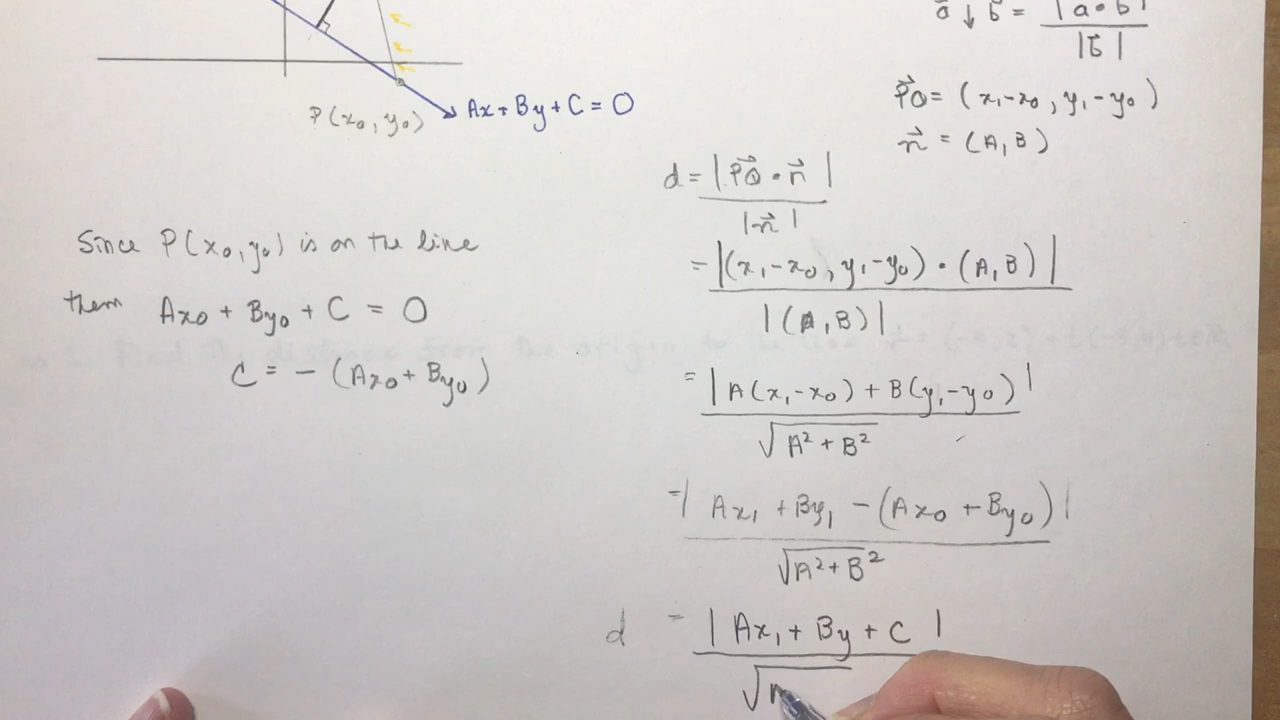 a⃗ ↓ b⃗ = |a⃗ • b⃗| / |b⃗|
P⃗Q = (x₁-x₀, y₁-y₀)
n⃗ = (A, B)
P(x₀, y₀)
Ax + By + C = 0
d = |P⃗Q • n⃗| / |n⃗|
= |(x₁-x₀, y₁-y₀) • (A, B)| / |(A, B)|
= |A(x₁-x₀) + B(y₁-y₀)| / √A² + B²
= |Ax₁ + By₁ - (Ax₀ + By₀)| / √A² + B²
d = |Ax₁ + By + C| / √
Since P(x₀, y₀) is on the line
then Ax₀ + By₀ + C = 0
C = - (Ax₀ + By₀)